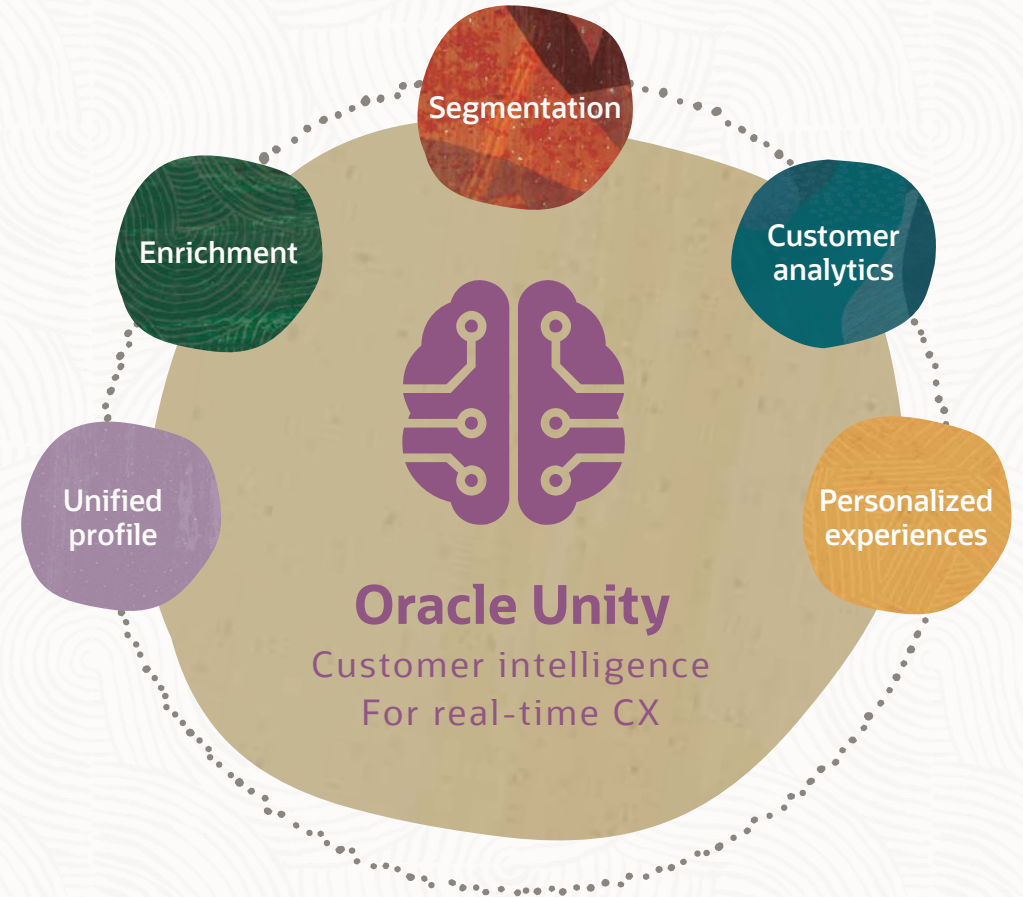 Segmentation
Enrichment
Customer
analytics
Unified
profile
Personalized
experiences
Oracle Unity
Customer intelligence
For real-time CX